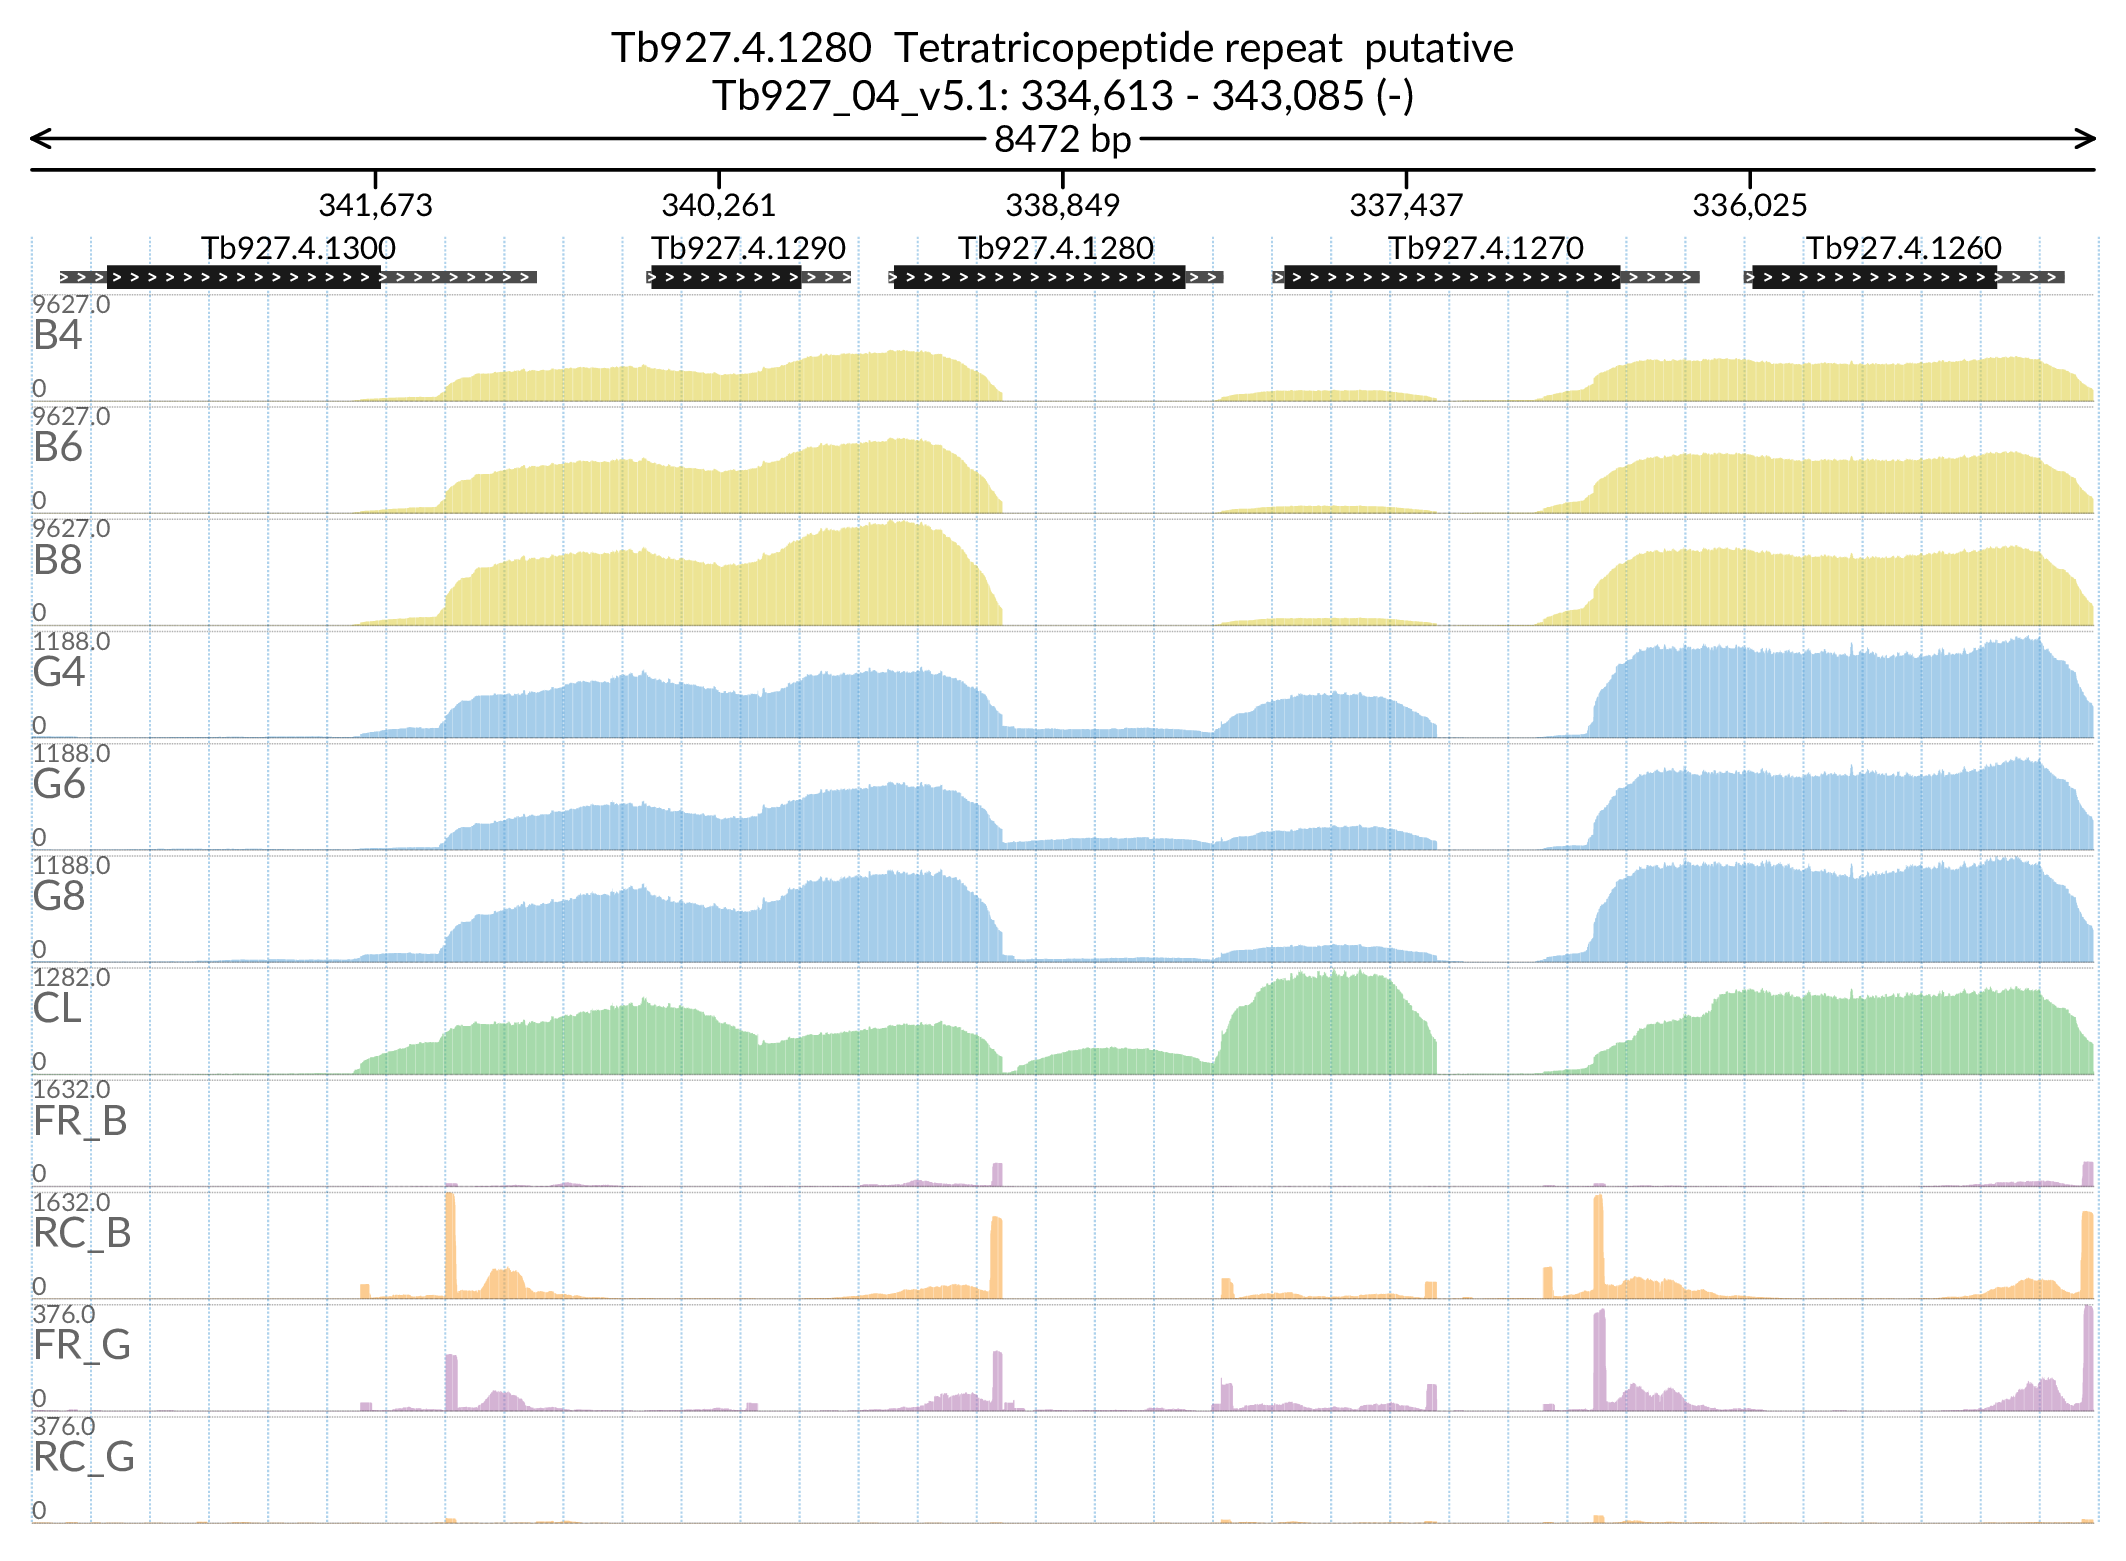 Tb927.4.1280  Tetratricopeptide repeat  putative
Tb927_04_v5.1: 334,613 - 343,085 (-)
8472 bp
341,673 340,261 338,849 337,437 336,025
Tb927.4.1300 Tb927.4.1290 Tb927.4.1280 Tb927.4.1270 Tb927.4.1260
9627.0
B4
0
9627.0
B6
0
9627.0
B8
0
1188.0
G4
0
1188.0
G6
0
1188.0
G8
0
1282.0
CL
0
1632.0
FR_B
0
1632.0
RC_B
0
376.0
FR_G
0
376.0
RC_G
0